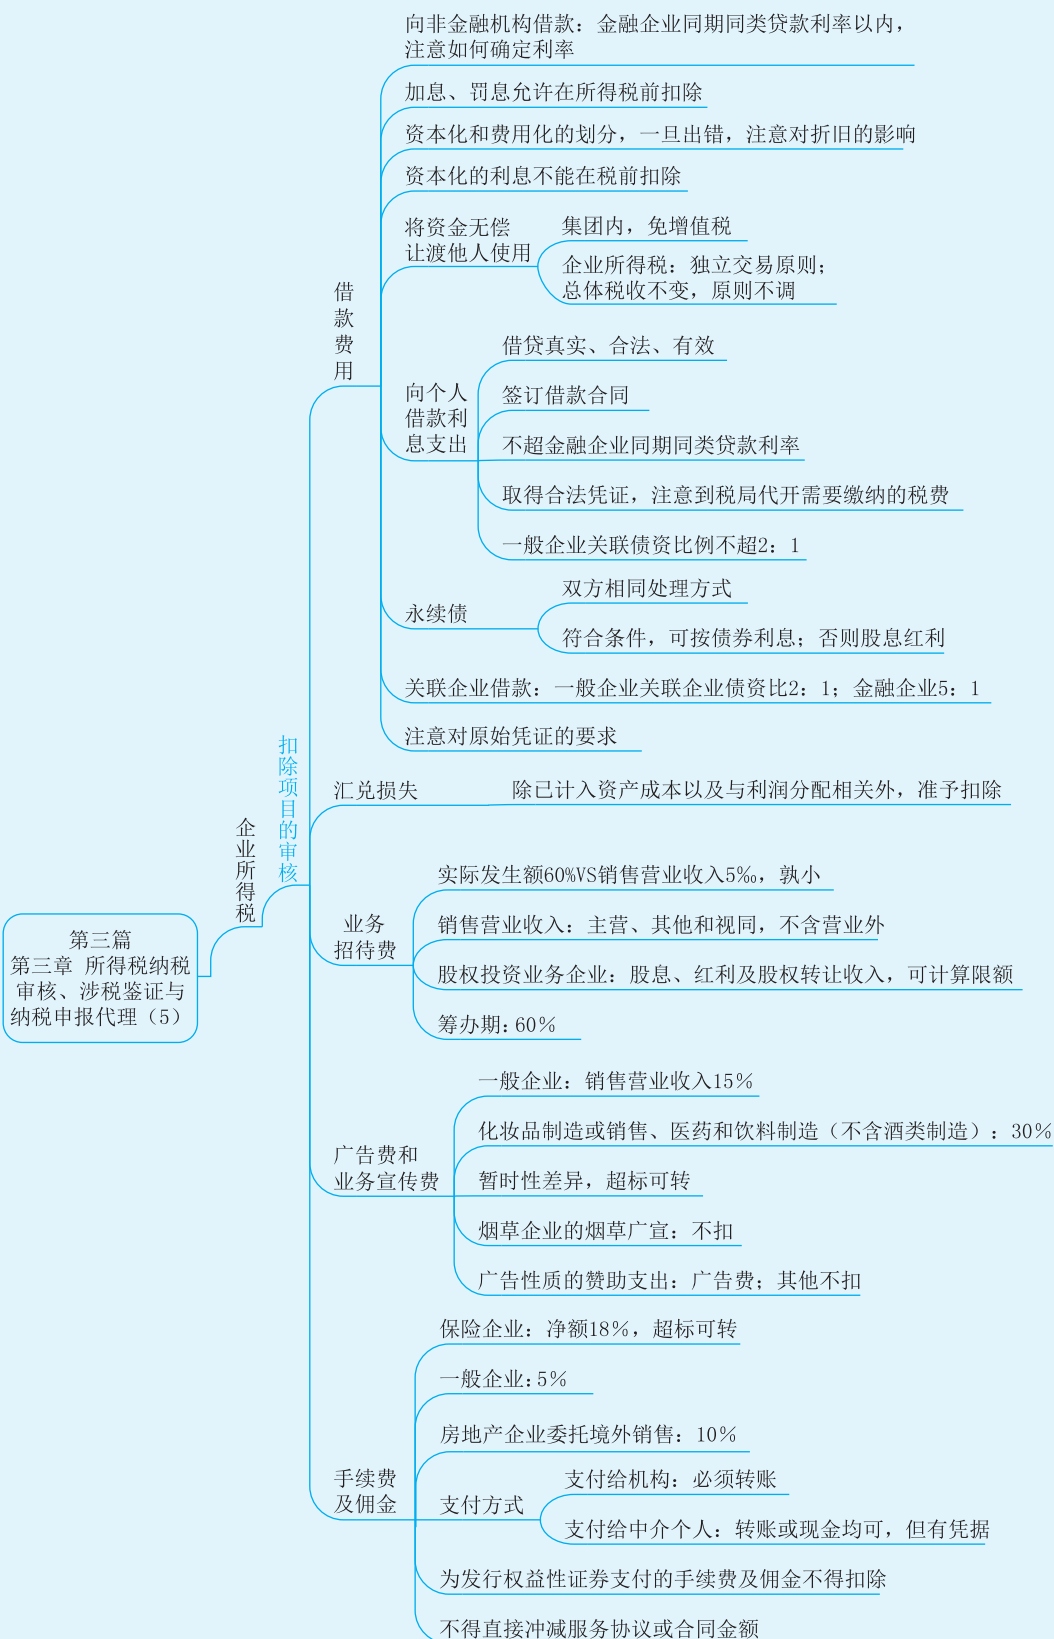 向非金融机构借款：金融企业同期同类贷款利率以内，
注意如何确定利率
加息、罚息允许在所得税前扣除
资本化和费用化的划分，一旦出错，注意对折旧的影响
资本化的利息不能在税前扣除
将资金无偿
让渡他人使用
集团内，免增值税
企业所得税：独立交易原则；
总体税收不变，原则不调
借款费用
向个人
借款利
息支出
借贷真实、合法、有效
签订借款合同
不超金融企业同期同类贷款利率
取得合法凭证，注意到税局代开需要缴纳的税费
一般企业关联债资比例不超2：1
永续债
双方相同处理方式
符合条件，可按债券利息；否则股息红利
关联企业借款：一般企业关联企业债资比2：1；金融企业5：1
注意对原始凭证的要求
扣除项目的审核
汇兑损失
除已计入资产成本以及与利润分配相关外，准予扣除
企业所得税
第三篇
第三章 所得税纳税
审核、涉税鉴证与
纳税申报代理（5）
业务
招待费
实际发生额60%VS销售营业收入5‰，孰小
销售营业收入：主营、其他和视同，不含营业外
股权投资业务企业：股息、红利及股权转让收入，可计算限额
筹办期：60%
广告费和
业务宣传费
一般企业：销售营业收入15%
化妆品制造或销售、医药和饮料制造（不含酒类制造）：30%
暂时性差异，超标可转
烟草企业的烟草广宣：不扣
广告性质的赞助支出：广告费；其他不扣
手续费
及佣金
保险企业：净额18%，超标可转
一般企业：5%
房地产企业委托境外销售：10%
支付方式
支付给机构：必须转账
支付给中介个人：转账或现金均可，但有凭据
为发行权益性证券支付的手续费及佣金不得扣除
不得直接冲减服务协议或合同金额